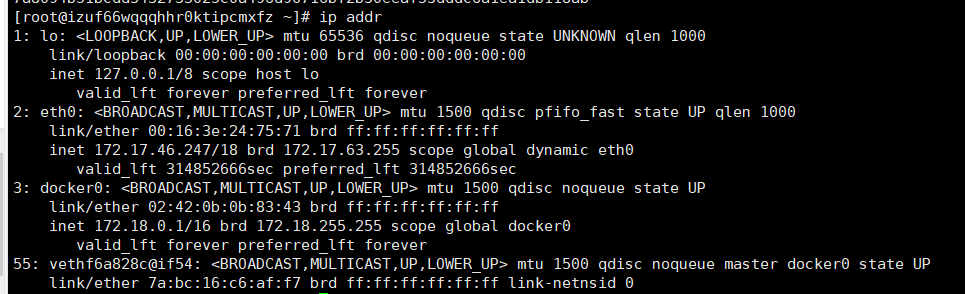 [root@izuf66wqqqhhr0ktipcmxfz ~]# ip addr
1: lo: <LOOPBACK,UP,LOWER_UP> mtu 65536 qdisc noqueue state UNKNOWN qlen 1000
    link/loopback 00:00:00:00:00:00 brd 00:00:00:00:00:00
    inet 127.0.0.1/8 scope host lo
       valid_lft forever preferred_lft forever
2: eth0: <BROADCAST,MULTICAST,UP,LOWER_UP> mtu 1500 qdisc pfifo_fast state UP qlen 1000
    link/ether 00:16:3e:24:75:71 brd ff:ff:ff:ff:ff:ff
    inet 172.17.46.247/18 brd 172.17.63.255 scope global dynamic eth0
       valid_lft 314852666sec preferred_lft 314852666sec
3: docker0: <BROADCAST,MULTICAST,UP,LOWER_UP> mtu 1500 qdisc noqueue state UP
    link/ether 02:42:0b:0b:83:43 brd ff:ff:ff:ff:ff:ff
    inet 172.18.0.1/16 brd 172.18.255.255 scope global docker0
       valid_lft forever preferred_lft forever
55: vethf6a828c@if54: <BROADCAST,MULTICAST,UP,LOWER_UP> mtu 1500 qdisc noqueue master docker0 state UP
    link/ether 7a:bc:16:c6:af:f7 brd ff:ff:ff:ff:ff:ff link-netnsid 0